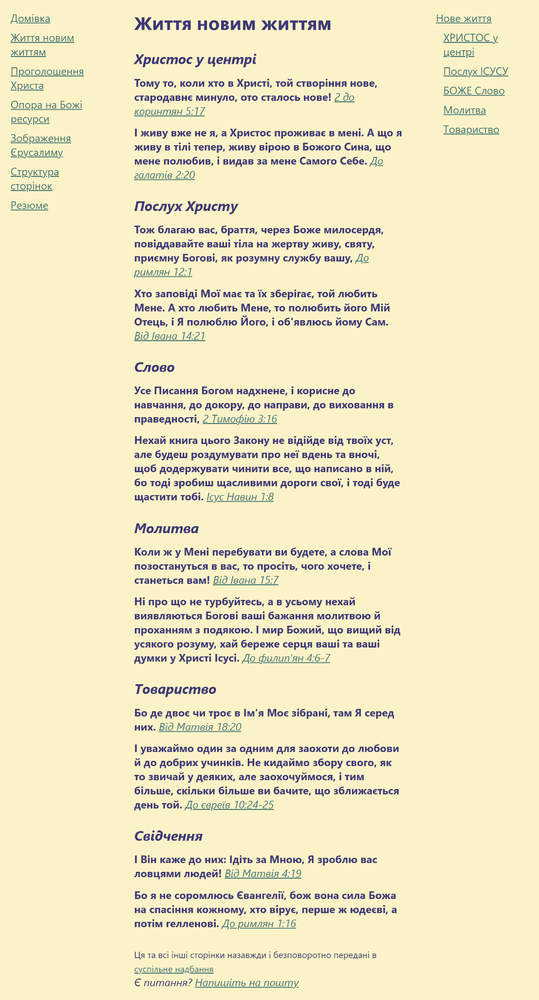 Домівка
Життя новим
життям
Проголошення
Христа
Опора на Божі
ресурси
Зображення
Єрусалиму
Структура
сторінок
Резюме
Життя новим життям
Христос у центрі
Тому то, коли хто в Христі, той створіння нове,
стародавнє минуло, ото сталось нове! 2 до
коринтян 5:17
І живу вже не я, а Христос проживає в мені. А що я
живу в тілі тепер, живу вірою в Божого Сина, що
мене полюбив, і видав за мене Самого Себе. До
галатів 2:20
Послух Христу
Тож благаю вас, браття, через Боже милосердя,
повіддавайте ваші тіла на жертву живу, святу,
приємну Богові, як розумну службу вашу, До
римлян 12:1
Хто заповіді Мої має та їх зберігає, той любить
Мене. А хто любить Мене, то полюбить його Мій
Отець, і Я полюблю Його, і об'явлюсь йому Сам.
Від Івана 14:21
Слово
Усе Писання Богом надхнене, і корисне до
навчання, до докору, до направи, до виховання в
праведності, 2 Тимофію 3:16
Нехай книга цього Закону не відійде від твоїх уст,
але будеш роздумувати про неї вдень та вночі,
щоб додержувати чинити все, що написано в ній,
бо тоді зробиш щасливими дороги свої, і тоді буде
щастити тобі. Ісус Навин 1:8
Молитва
Коли ж у Мені перебувати ви будете, а слова Мої
позостануться в вас, то просіть, чого хочете, і
станеться вам! Від Івана 15:7
Ні про що не турбуйтесь, а в усьому нехай
виявляються Богові ваші бажання молитвою й
проханням з подякою. І мир Божий, що вищий від
усякого розуму, хай береже серця ваші та ваші
думки у Христі Ісусі. До филип'ян 4:6-7
Товариство
Бо де двоє чи троє в Ім'я Моє зібрані, там Я серед
них. Від Матвія 18:20
І уважаймо один за одним для заохоти до любови
й до добрих учинків. Не кидаймо збору свого, як
то звичай у деяких, але заохочуймося, і тим
більше, скільки більше ви бачите, що зближається
день той. До євреїв 10:24-25
Свідчення
І Він каже до них: Ідіть за Мною, Я зроблю вас
ловцями людей! Від Матвія 4:19
Бо я не соромлюсь Євангелії, бож вона сила Божа
на спасіння кожному, хто вірує, перше ж юдеєві, а
потім гелленові. До римлян 1:16
Ця та всі інші сторінки назавжди і безповоротно передані в
суспільне надбання
Є питання? Напишіть на пошту
Нове життя
ХРИСТОС у
центрі
Послух ІСУСУ
БОЖЕ Слово
Молитва
Товариство